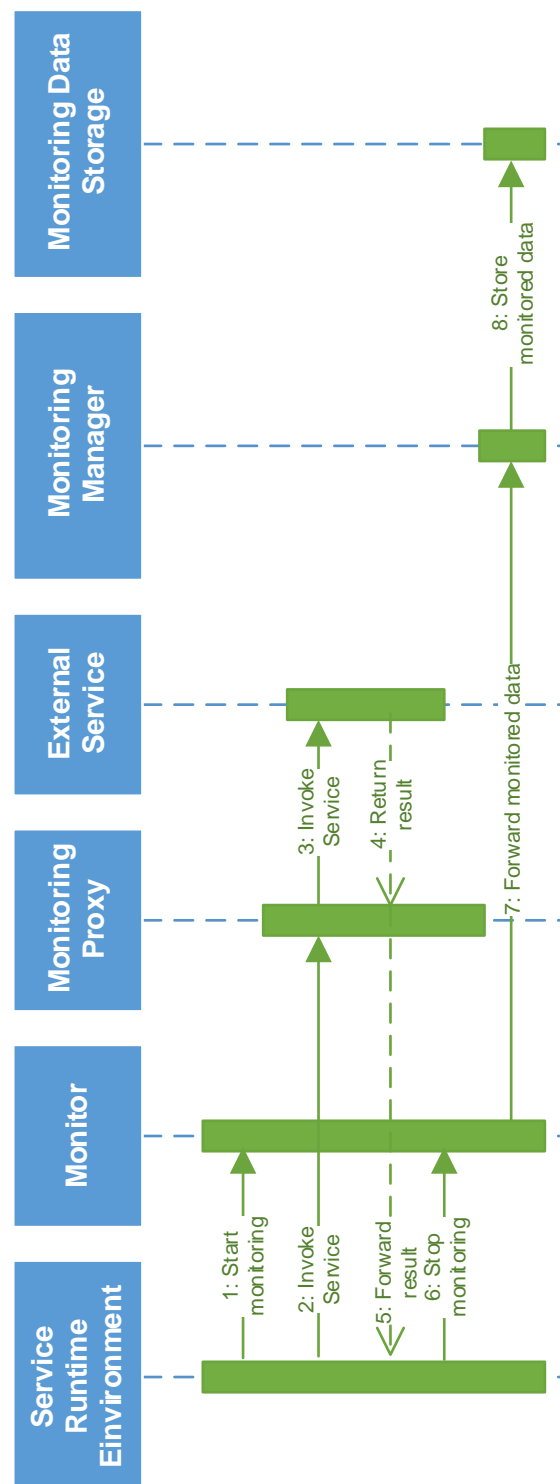 Service
Runtime
Einvironment
Monitor
Monitoring
Proxy
External
Service
Monitoring
Manager
Monitoring Data
Storage
1: Start
monitoring
2: Invoke
Service
3: Invoke
Service
4: Return
result
5: Forward
result
6: Stop
monitoring
7: Forward monitored data
8: Store
monitored data